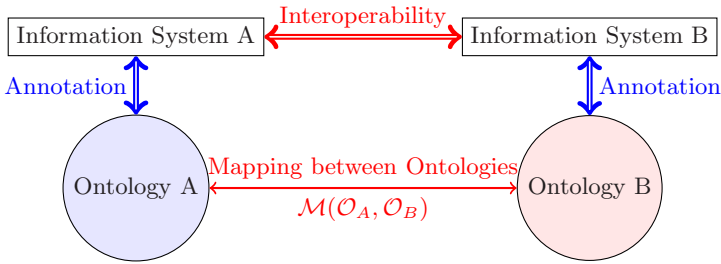 Interoperability
Information System A
Information System B
Annotation
Annotation
Mapping between Ontologies
Ontology A
Ontology B
ℳ(𝒪_A, 𝒪_B)